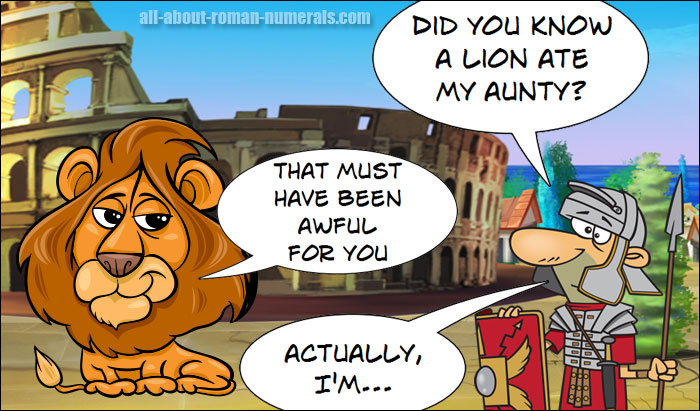 all-about-roman-numerals.com
DID YOU KNOW
A LION ATE
MY AUNTY?
THAT MUST
HAVE BEEN
AWFUL
FOR YOU
ACTUALLY,
I'M...